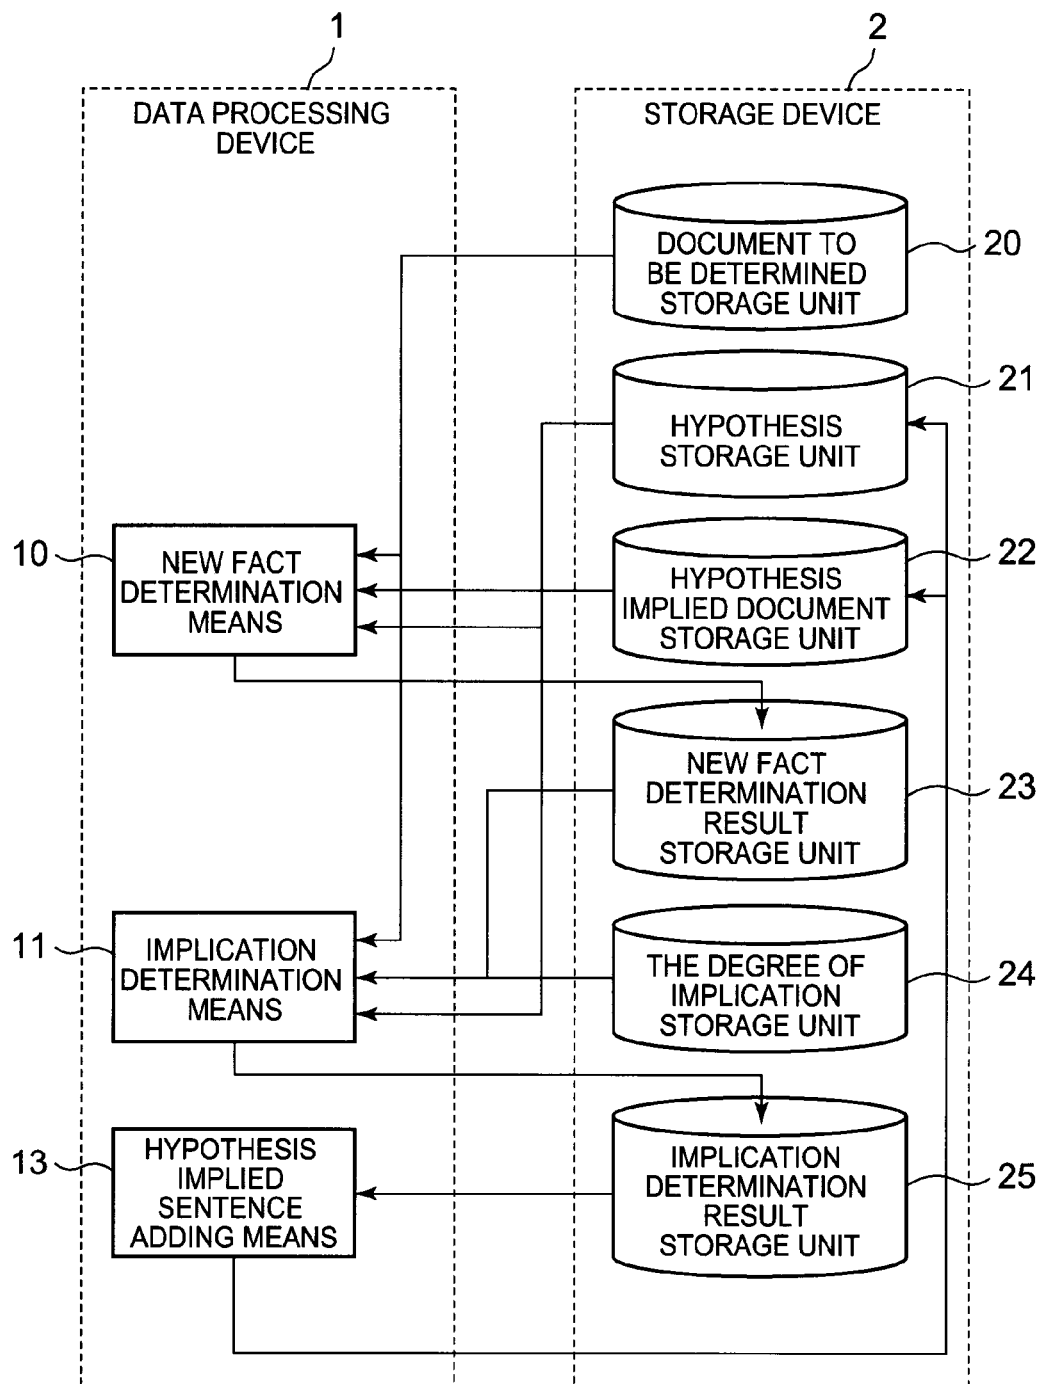 1
2
DATA PROCESSING
DEVICE
STORAGE DEVICE
DOCUMENT TO
BE DETERMINED
STORAGE UNIT
20
HYPOTHESIS
STORAGE UNIT
21
10
NEW FACT
DETERMINATION
MEANS
HYPOTHESIS
IMPLIED DOCUMENT
STORAGE UNIT
22
NEW FACT
DETERMINATION
RESULT
STORAGE UNIT
23
11
IMPLICATION
DETERMINATION
MEANS
THE DEGREE OF
IMPLICATION
STORAGE UNIT
24
13
HYPOTHESIS
IMPLIED
SENTENCE
ADDING MEANS
IMPLICATION
DETERMINATION
RESULT
STORAGE UNIT
25